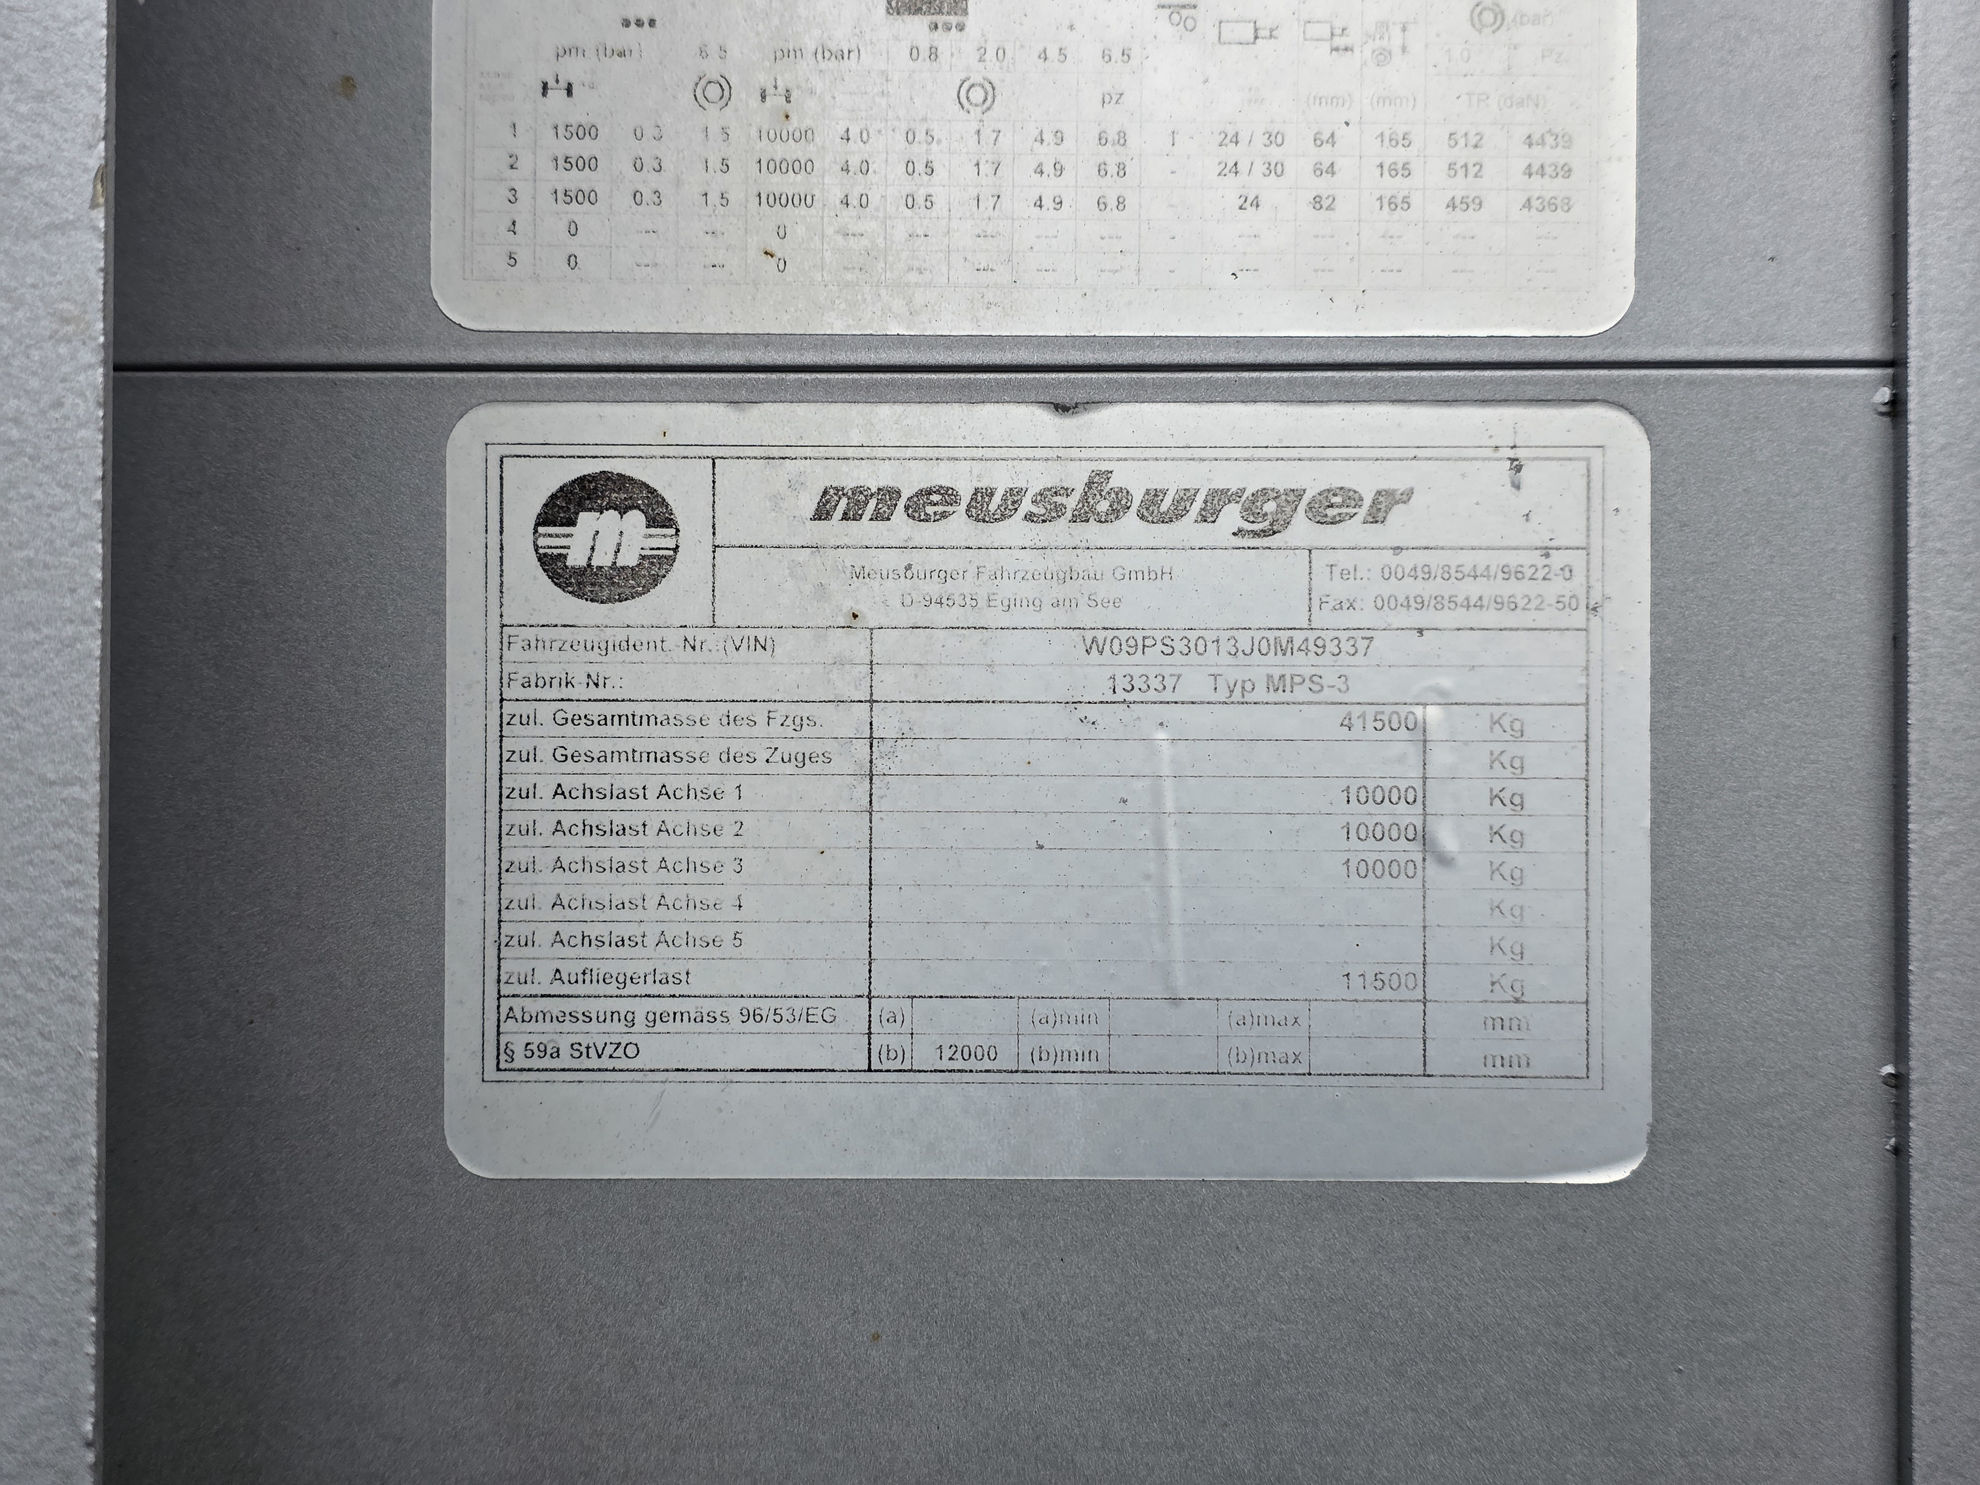 pm (bar) 6.5 pm (bar) 0.8 2.0 4.5 6.5 1.0 Pz.
pz (mm) (mm) TR (daN)
1 1500 0.3 1.5 10000 4.0 0.5 1.7 4.9 6.8 1 24 / 30 64 165 512 4439
2 1500 0.3 1.5 10000 4.0 0.5 1.7 4.9 6.8 - 24 / 30 64 165 512 4439
3 1500 0.3 1.5 10000 4.0 0.5 1.7 4.9 6.8 - 24 82 165 459 4368
4 0 --- --- 0 --- --- --- --- --- - --- --- --- --- ---
5 0 --- --- 0 --- --- --- --- --- - --- --- --- --- ---
m meusburger
Meusburger Fahrzeugbau GmbH Tel.: 0049/8544/9622-0
D-94535 Eging am See Fax: 0049/8544/9622-50
Fahrzeugident.-Nr.:(VIN) W09PS3013J0M49337
Fabrik-Nr.: 13337 Typ MPS-3
zul. Gesamtmasse des Fzgs. 41500 Kg
zul. Gesamtmasse des Zuges Kg
zul. Achslast Achse 1 10000 Kg
zul. Achslast Achse 2 10000 Kg
zul. Achslast Achse 3 10000 Kg
zul. Achslast Achse 4 Kg
zul. Achslast Achse 5 Kg
zul. Aufliegerlast 11500 Kg
Abmessung gemäss 96/53/EG (a) (a)min (a)max mm
§ 59a StVZO (b) 12000 (b)min (b)max mm